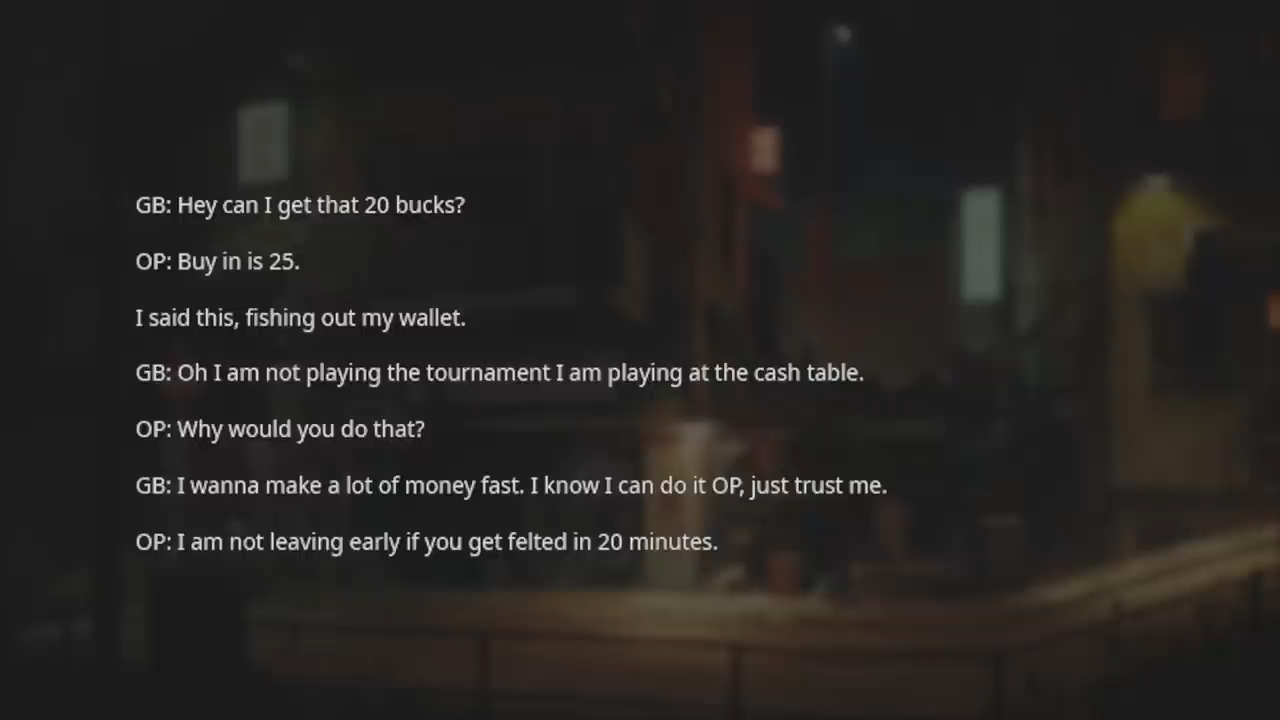 GB: Hey can I get that 20 bucks?
OP: Buy in is 25.
I said this, fishing out my wallet.
GB: Oh I am not playing the tournament I am playing at the cash table.
OP: Why would you do that?
GB: I wanna make a lot of money fast. I know I can do it OP, just trust me.
OP: I am not leaving early if you get felted in 20 minutes.